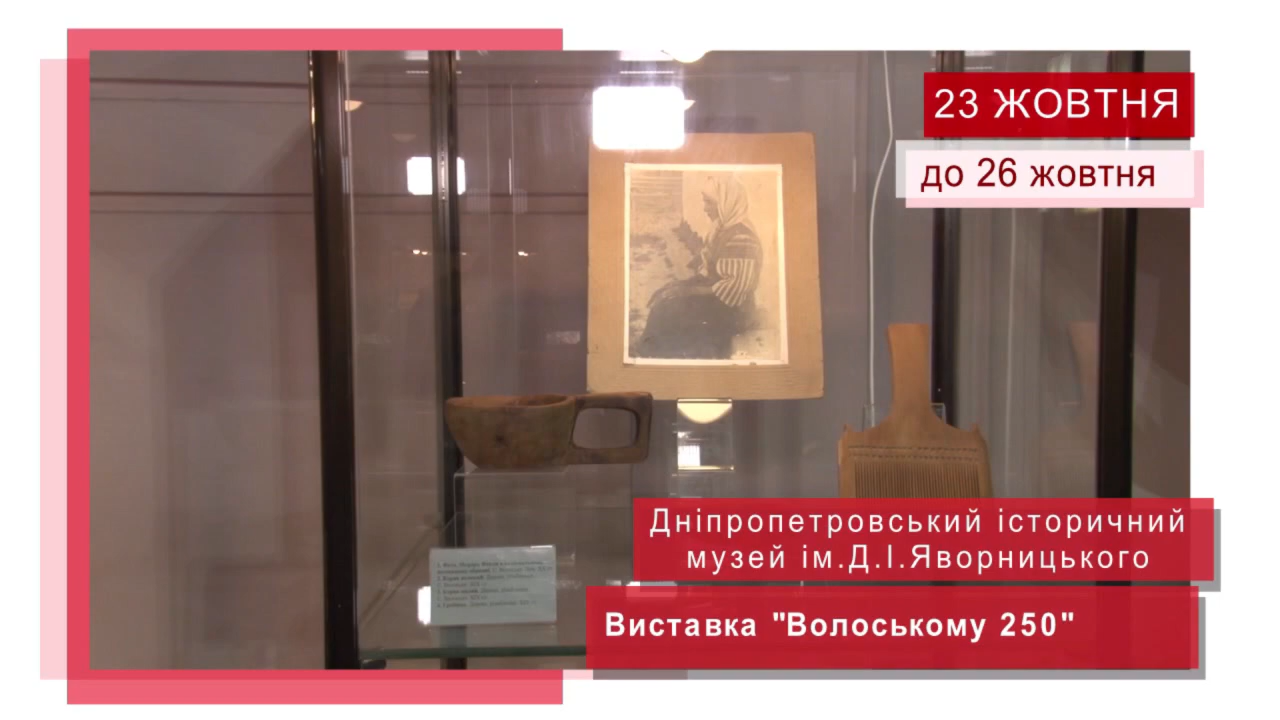 23 ЖОВТНЯ
до 26 жовтня
Дніпропетровський історичний
музей ім.Д.І.Яворницького
Виставка "Волоському 250"